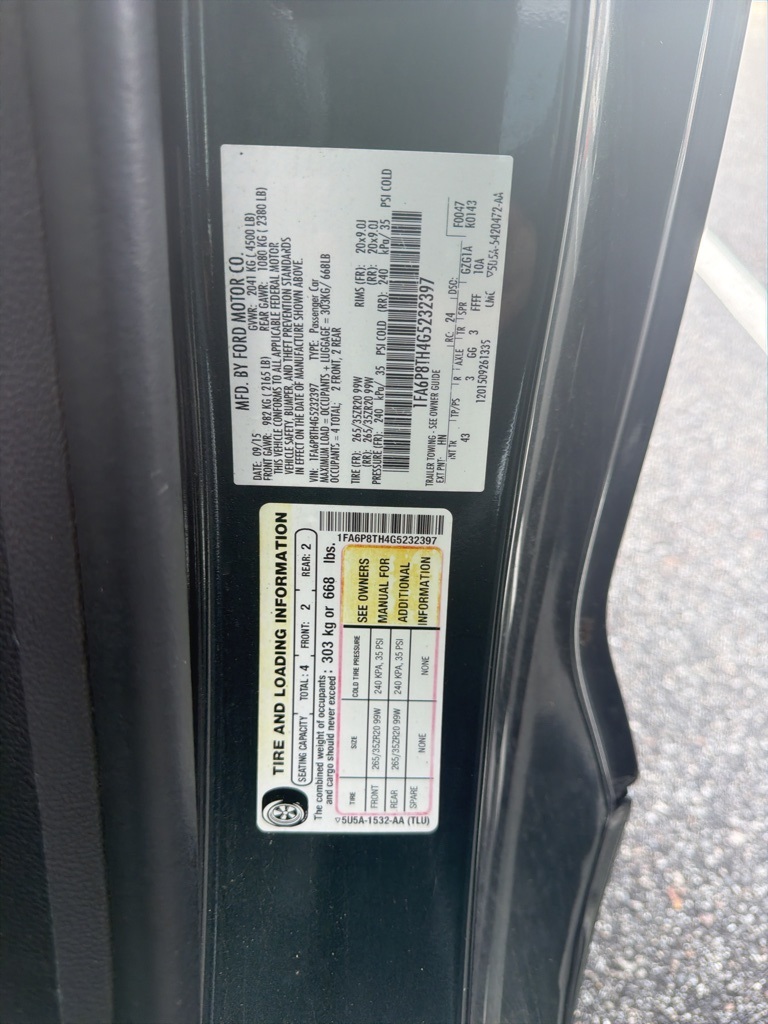 MFD. BY FORD MOTOR CO.
DATE: 09/15 GVWR: 2041 KG ( 4500 LB)
FRONT GAWR: 982 KG ( 2165 LB) REAR GAWR: 1080 KG ( 2380 LB)
THIS VEHICLE CONFORMS TO ALL APPLICABLE FEDERAL MOTOR
VEHICLE SAFETY, BUMPER, AND THEFT PREVENTION STANDARDS
IN EFFECT ON THE DATE OF MANUFACTURE SHOWN ABOVE.
VIN: 1FA6P8TH4G5232397 TYPE: Passenger Car
MAXIMUM LOAD = OCCUPANTS + LUGGAGE = 303KG/ 668LB
OCCUPANTS = 4 TOTAL; 2 FRONT, 2 REAR
TIRE (FR): 265/35ZR20 99W RIMS (FR): 20x9.0J
(RR): 265/35ZR20 99W (RR): 20x9.0J
PRESSURE (FR): 240 kPa/ 35 PSI COLD (RR): 240 kPa/ 35 PSI COLD
1FA6P8TH4G5232397
TRAILER TOWING - SEE OWNER GUIDE
EXT PNT: HN RC: 24 DSO: F0047
INT TR TP/PS R AXLE TR SPR GZG1A R0143
43 3 GG 3 FFFF 10A
1201509261335 LMC
▽5U5A-5420472-AA
TIRE AND LOADING INFORMATION
SEATING CAPACITY TOTAL: 4 FRONT: 2 REAR: 2
The combined weight of occupants and cargo should never exceed: 303 kg or 668 lbs.
TIRE SIZE COLD TIRE PRESSURE
FRONT 265/35ZR20 99W 240 KPA, 35 PSI
REAR 265/35ZR20 99W 240 KPA, 35 PSI
SPARE NONE NONE
SEE OWNERS
MANUAL FOR
ADDITIONAL
INFORMATION
1FA6P8TH4G5232397
▽5U5A-1532-AA (TLU)